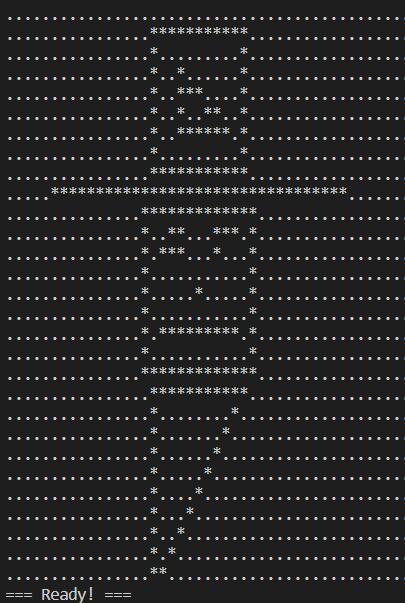 === Ready! ===